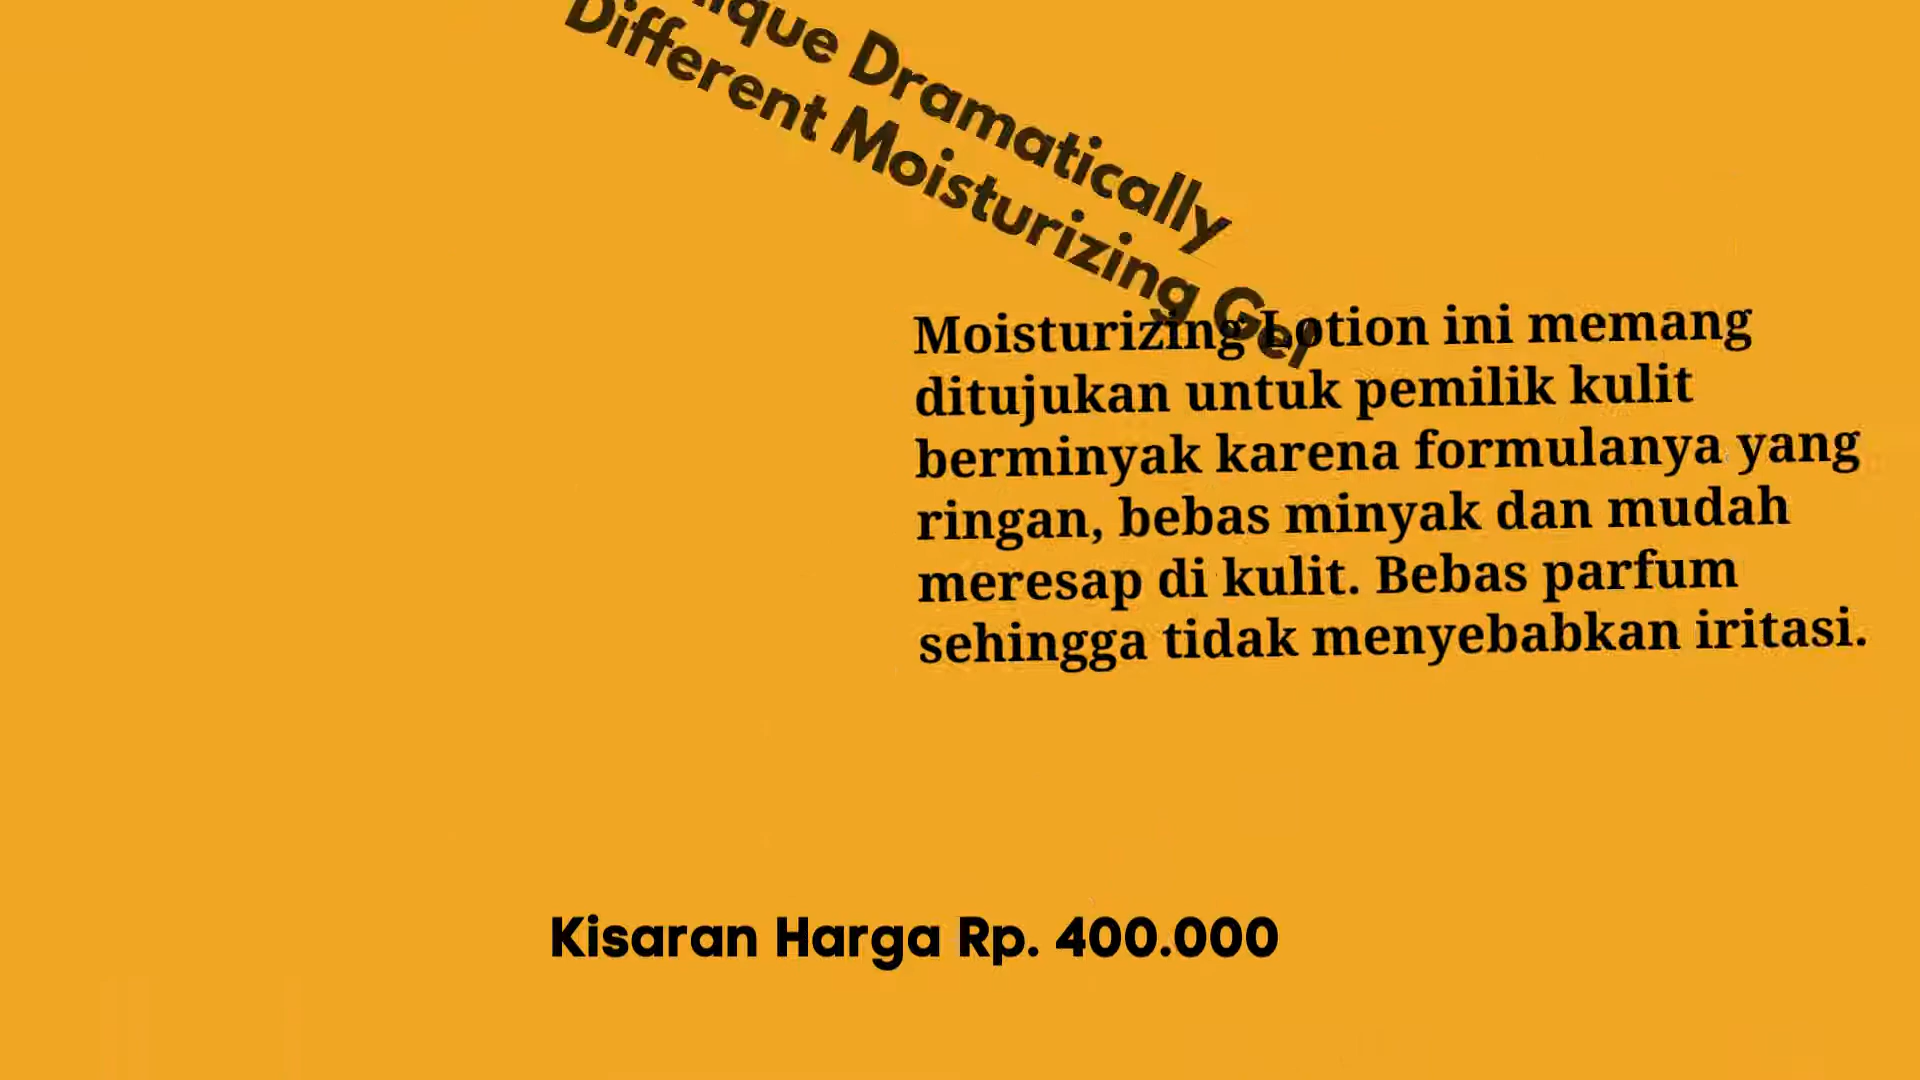 Dramatically
Different Moisturizing Gel
Moisturizing Lotion ini memang
ditujukan untuk pemilik kulit
berminyak karena formulanya yang
ringan, bebas minyak dan mudah
meresap di kulit. Bebas parfum
sehingga tidak menyebabkan iritasi.
Kisaran Harga Rp. 400.000